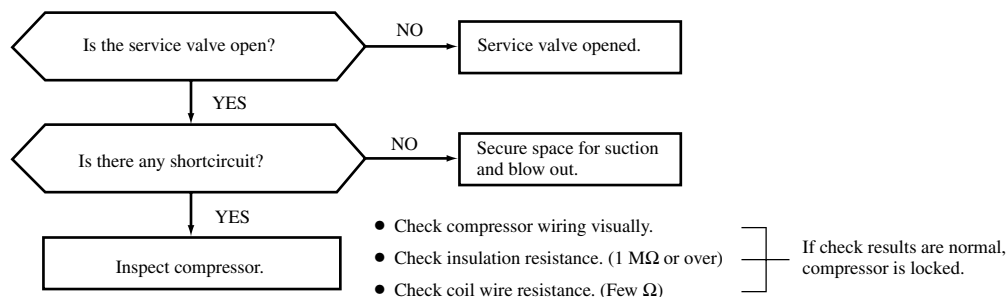 Is the service valve open?
NO
Service valve opened.
YES
Is there any shortcircuit?
NO
Secure space for suction
and blow out.
YES
Inspect compressor.
● Check compressor wiring visually.
● Check insulation resistance. (1 MΩ or over)
● Check coil wire resistance. (Few Ω)
If check results are normal,
compressor is locked.